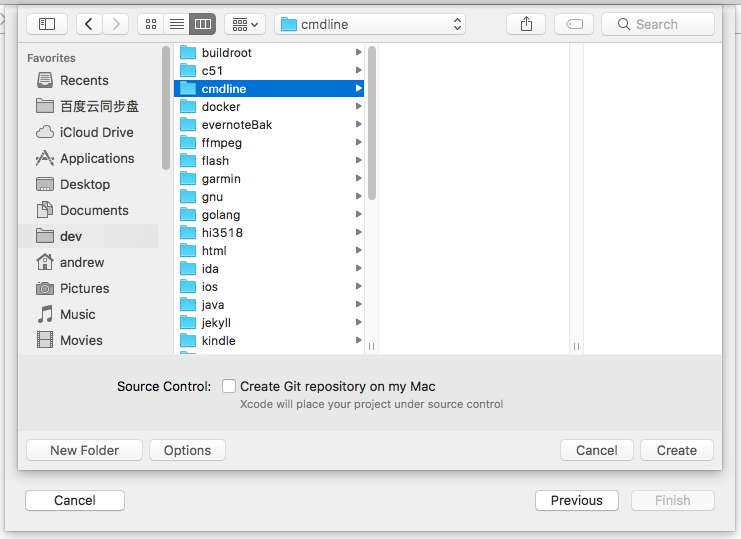 cmdline
Search
Favorites
Recents
百度云同步盘
iCloud Drive
Applications
Desktop
Documents
dev
andrew
Pictures
Music
Movies
buildroot
c51
cmdline
docker
evernoteBak
ffmpeg
flash
garmin
gnu
golang
hi3518
html
ida
ios
java
jekyll
kindle
Source Control: Create Git repository on my Mac
Xcode will place your project under source control
New Folder Options Cancel Create
Cancel Previous Finish